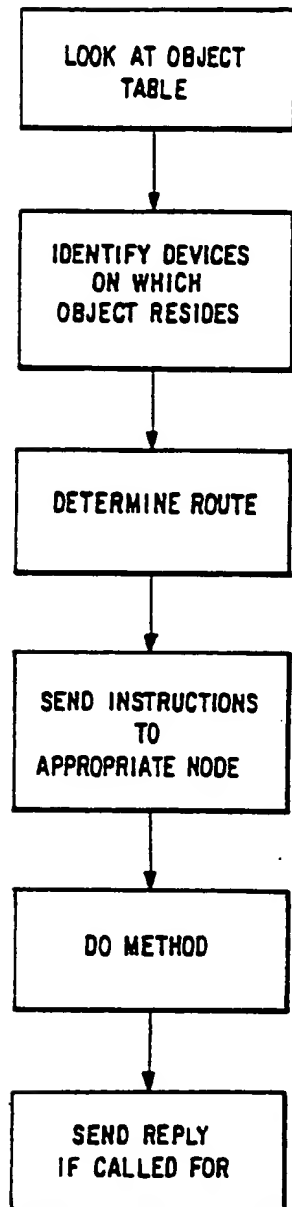 LOOK AT OBJECT
TABLE
IDENTIFY DEVICES
ON WHICH
OBJECT RESIDES
DETERMINE ROUTE
SEND INSTRUCTIONS
TO
APPROPRIATE NODE
DO METHOD
SEND REPLY
IF CALLED FOR